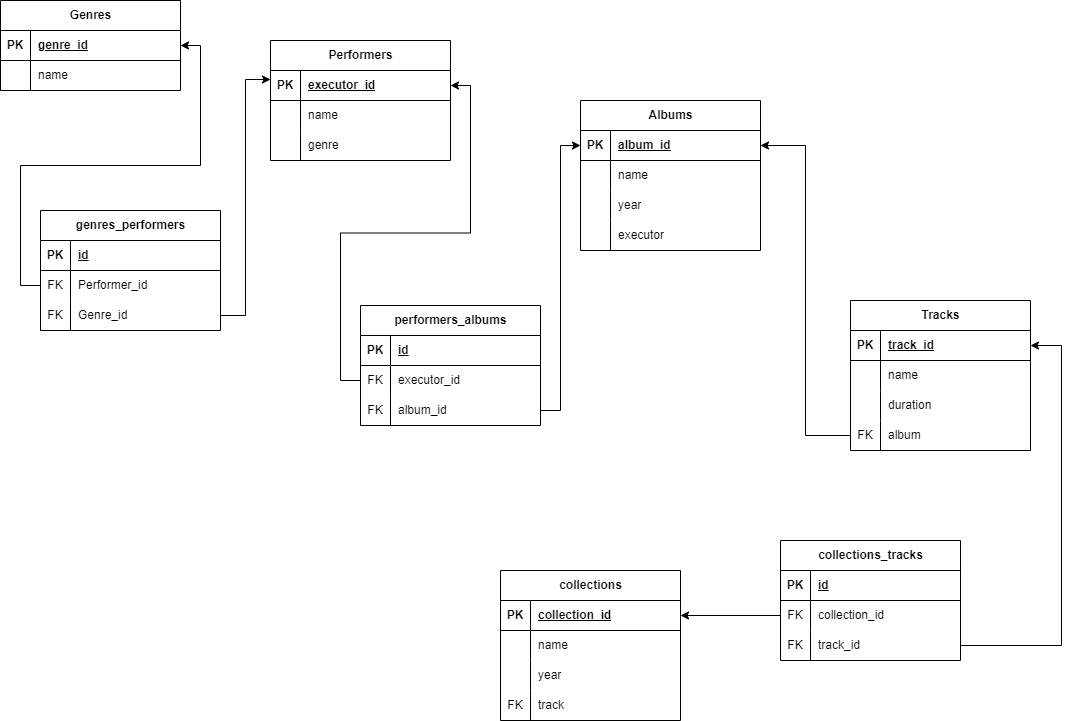 Genres
PK genre_id
name
Performers
PK executor_id
name
genre
Albums
PK album_id
name
year
executor
genres_performers
PK id
FK Performer_id
FK Genre_id
performers_albums
PK id
FK executor_id
FK album_id
Tracks
PK track_id
name
duration
FK album
collections_tracks
PK id
FK collection_id
FK track_id
collections
PK collection_id
name
year
FK track